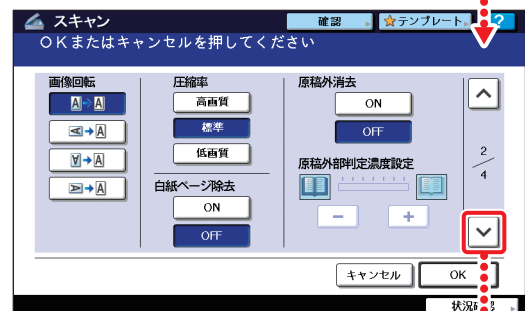 スキャン
確認
テンプレート
?
OKまたはキャンセルを押してください
画像回転
A→A
A→A
A→A
A→A
圧縮率
高画質
標準
低画質
白紙ページ除去
ON
OFF
原稿外消去
ON
OFF
原稿外部判定濃度設定
−
+
2
4
キャンセル
OK
状況確認